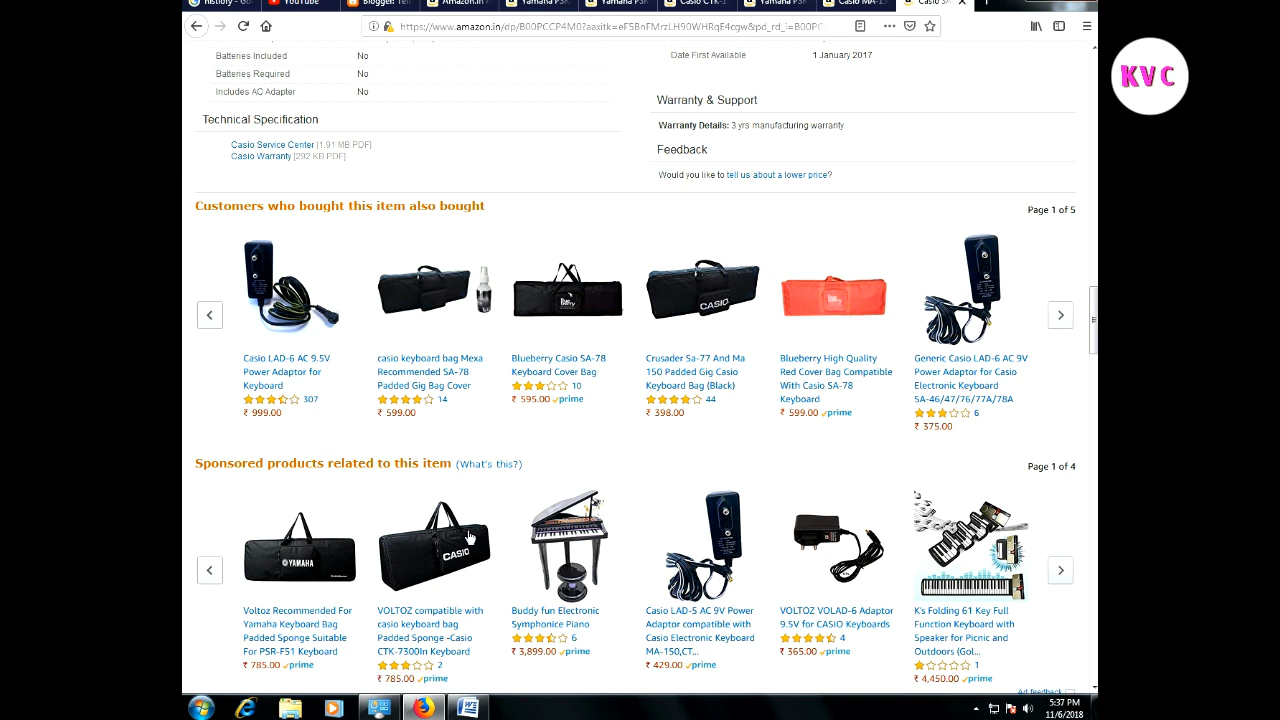 YouTube
https://www.amazon.in/dp/B00PCCP4M0?aaxitk=eF5BnFMrzLH90WHRqE4cgw&pd_rd_i=B00PC
Batteries Included No
Batteries Required No
Includes AC Adapter No
Date First Available 1 January 2017
Technical Specification
Casio Service Center [1.91 MB PDF]
Casio Warranty [292 KB PDF]
Warranty & Support
Warranty Details: 3 yrs manufacturing warranty
Feedback
Would you like to tell us about a lower price?
KVC
Customers who bought this item also bought
Page 1 of 5
CASIO
Casio LAD-6 AC 9.5V
Power Adaptor for
Keyboard
307
₹ 999.00
casio keyboard bag Mexa
Recommended SA-78
Padded Gig Bag Cover
14
₹ 599.00
Blueberry Casio SA-78
Keyboard Cover Bag
10
₹ 595.00 prime
Crusader Sa-77 And Ma
150 Padded Gig Casio
Keyboard Bag (Black)
44
₹ 398.00
Blueberry High Quality
Red Cover Bag Compatible
With Casio SA-78
Keyboard
₹ 599.00 prime
Generic Casio LAD-6 AC 9V
Power Adaptor for Casio
Electronic Keyboard
SA-46/47/76/77A/78A
6
₹ 375.00
Sponsored products related to this item (What's this?)
Page 1 of 4
YAMAHA
CASIO
Voltoz Recommended For
Yamaha Keyboard Bag
Padded Sponge Suitable
For PSR-F51 Keyboard
₹ 785.00 prime
VOLTOZ compatible with
casio keyboard bag
Padded Sponge -Casio
CTK-7300In Keyboard
2
₹ 785.00 prime
Buddy fun Electronic
Symphonice Piano
6
₹ 3,899.00 prime
Casio LAD-5 AC 9V Power
Adaptor compatible with
Casio Electronic Keyboard
MA-150,CT...
₹ 429.00 prime
VOLTOZ VOLAD-6 Adaptor
9.5V for CASIO Keyboards
4
₹ 365.00 prime
K's Folding 61 Key Full
Function Keyboard with
Speaker for Picnic and
Outdoors (Gol...
1
₹ 4,450.00 prime
Ad feedback
5:37 PM
11/6/2018